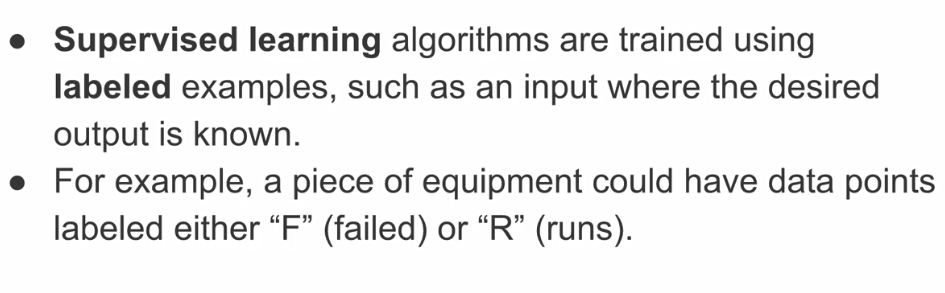 ● Supervised learning algorithms are trained using
labeled examples, such as an input where the desired
output is known.
● For example, a piece of equipment could have data points
labeled either “F” (failed) or “R” (runs).